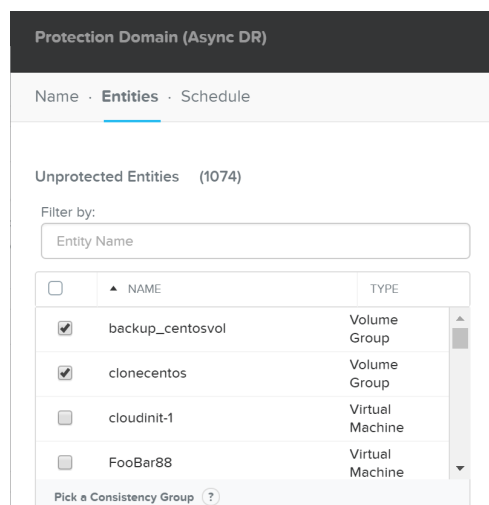 Protection Domain (Async DR)
Name · Entities · Schedule
Unprotected Entities (1074)
Filter by:
Entity Name
NAME TYPE
backup_centosvol Volume
Group
clonecentos Volume
Group
cloudinit-1 Virtual
Machine
FooBar88 Virtual
Machine
Pick a Consistency Group ?